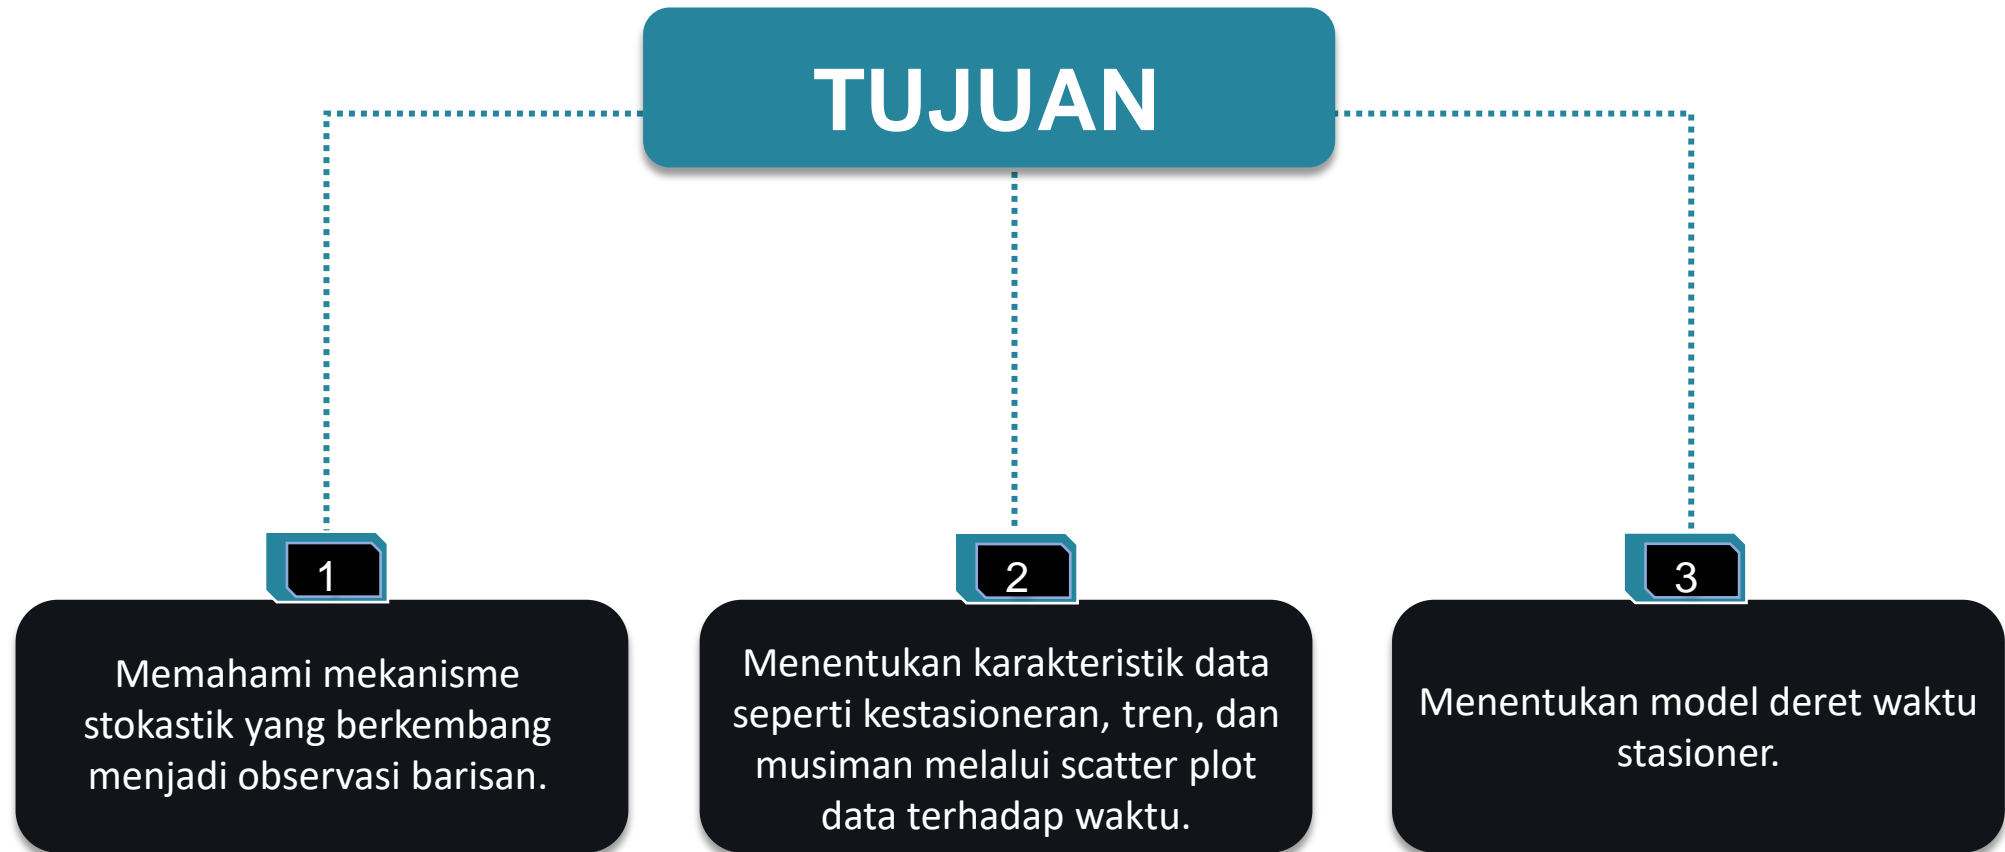 TUJUAN
1
Memahami mekanisme
stokastik yang berkembang
menjadi observasi barisan.
2
Menentukan karakteristik data
seperti kestasioneran, tren, dan
musiman melalui scatter plot
data terhadap waktu.
3
Menentukan model deret waktu
stasioner.